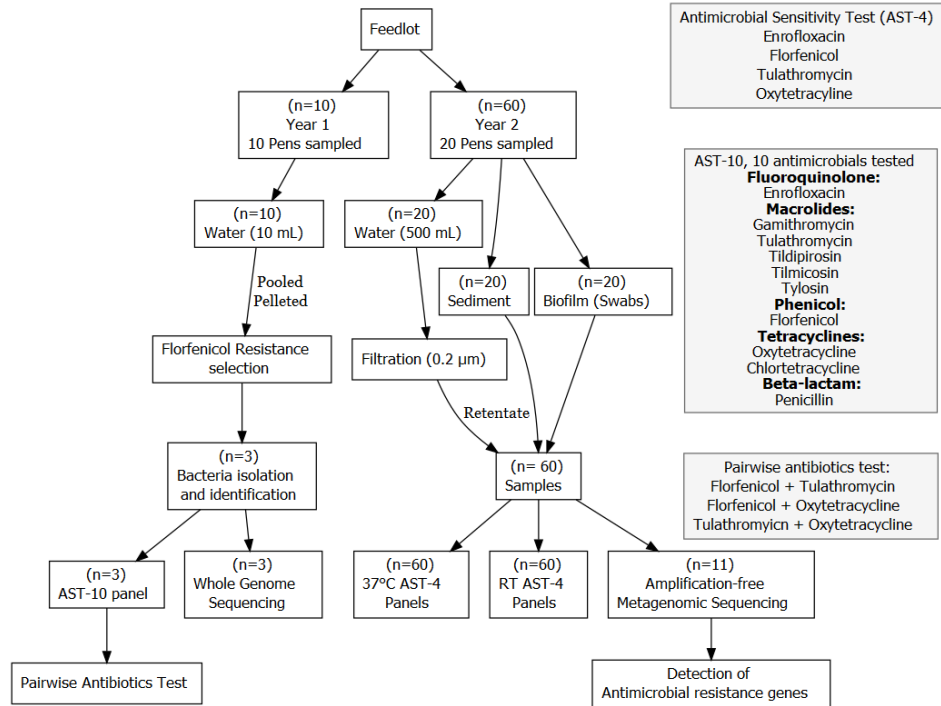 Feedlot
(n=10)
Year 1
10 Pens sampled
(n=60)
Year 2
20 Pens sampled
(n=10)
Water (10 mL)
(n=20)
Water (500 mL)
Pooled
Pelleted
(n=20)
Sediment
(n=20)
Biofilm (Swabs)
Florfenicol Resistance
selection
Filtration (0.2 µm)
Retentate
(n=3)
Bacteria isolation
and identification
(n= 60)
Samples
(n=3)
AST-10 panel
(n=3)
Whole Genome
Sequencing
(n=60)
37°C AST-4
Panels
(n=60)
RT AST-4
Panels
(n=11)
Amplification-free
Metagenomic Sequencing
Pairwise Antibiotics Test
Detection of
Antimicrobial resistance genes
Antimicrobial Sensitivity Test (AST-4)
Enrofloxacin
Florfenicol
Tulathromycin
Oxytetracyline
AST-10, 10 antimicrobials tested
Fluoroquinolone:
Enrofloxacin
Macrolides:
Gamithromycin
Tulathromycin
Tildipirosin
Tilmicosin
Tylosin
Phenicol:
Florfenicol
Tetracyclines:
Oxytetracycline
Chlortetracycline
Beta-lactam:
Penicillin
Pairwise antibiotics test:
Florfenicol + Tulathromycin
Florfenicol + Oxytetracycline
Tulathromyicn + Oxytetracycline